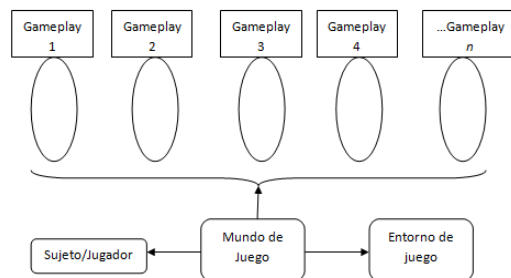 Gameplay
1
Gameplay
2
Gameplay
3
Gameplay
4
...Gameplay
n
Sujeto/Jugador
Mundo de
Juego
Entorno de
juego